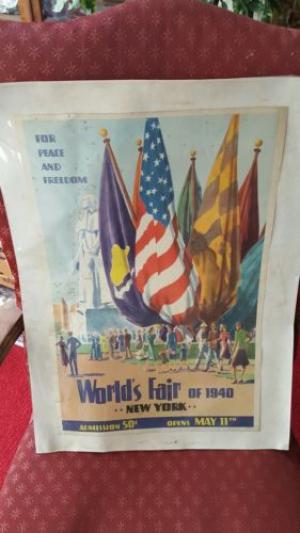 FOR
PEACE
AND
FREEDOM
World's Fair OF 1940
·· NEW YORK ··
ADMISSION 50¢ OPENS MAY 11TH